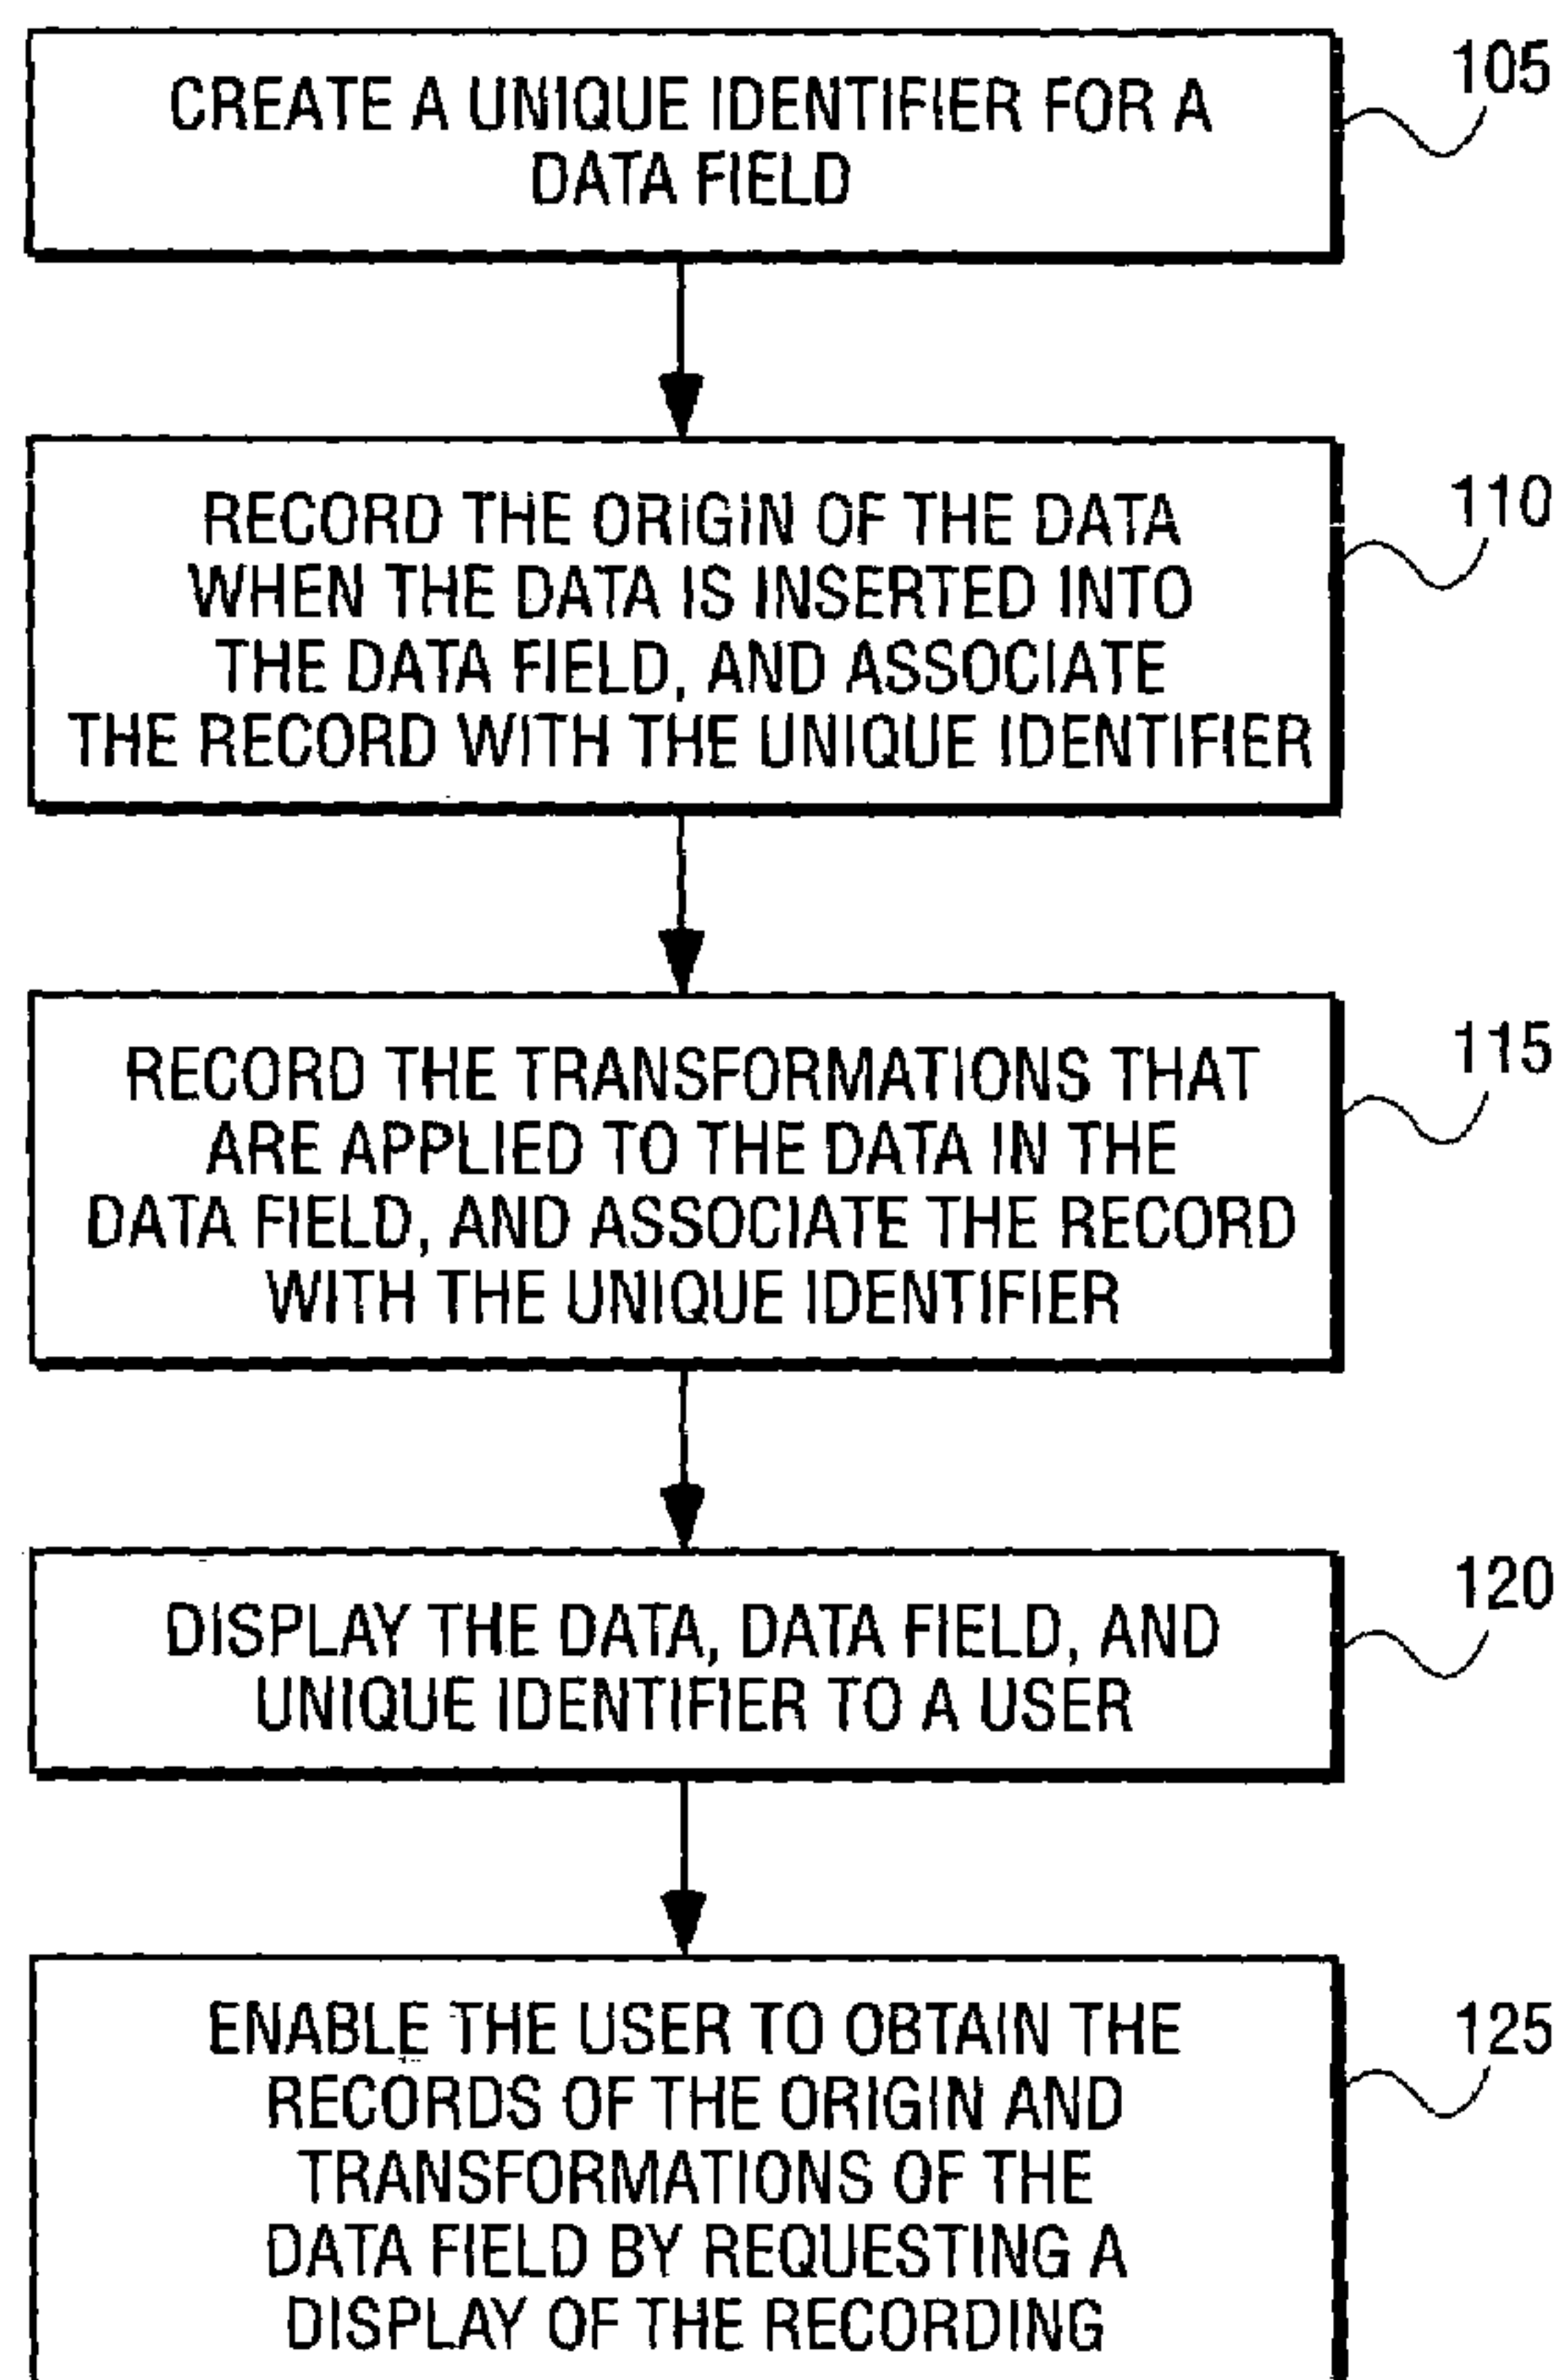 CREATE A UNIQUE IDENTIFIER FOR A
DATA FIELD
105
RECORD THE ORIGIN OF THE DATA
WHEN THE DATA IS INSERTED INTO
THE DATA FIELD, AND ASSOCIATE
THE RECORD WITH THE UNIQUE IDENTIFIER
110
RECORD THE TRANSFORMATIONS THAT
ARE APPLIED TO THE DATA IN THE
DATA FIELD, AND ASSOCIATE THE RECORD
WITH THE UNIQUE IDENTIFIER
115
DISPLAY THE DATA, DATA FIELD, AND
UNIQUE IDENTIFIER TO A USER
120
ENABLE THE USER TO OBTAIN THE
RECORDS OF THE ORIGIN AND
TRANSFORMATIONS OF THE
DATA FIELD BY REQUESTING A
DISPLAY OF THE RECORDING
125